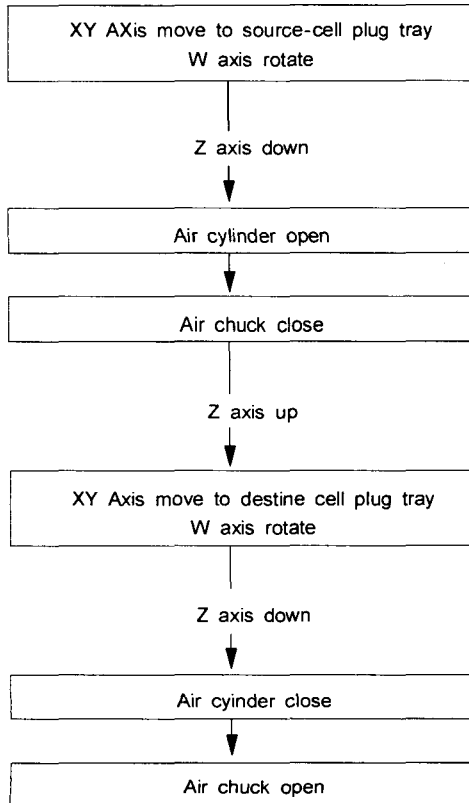 XY AXis move to source-cell plug tray
W axis rotate
Z axis down
Air cylinder open
Air chuck close
Z axis up
XY Axis move to destine cell plug tray
W axis rotate
Z axis down
Air cyinder close
Air chuck open